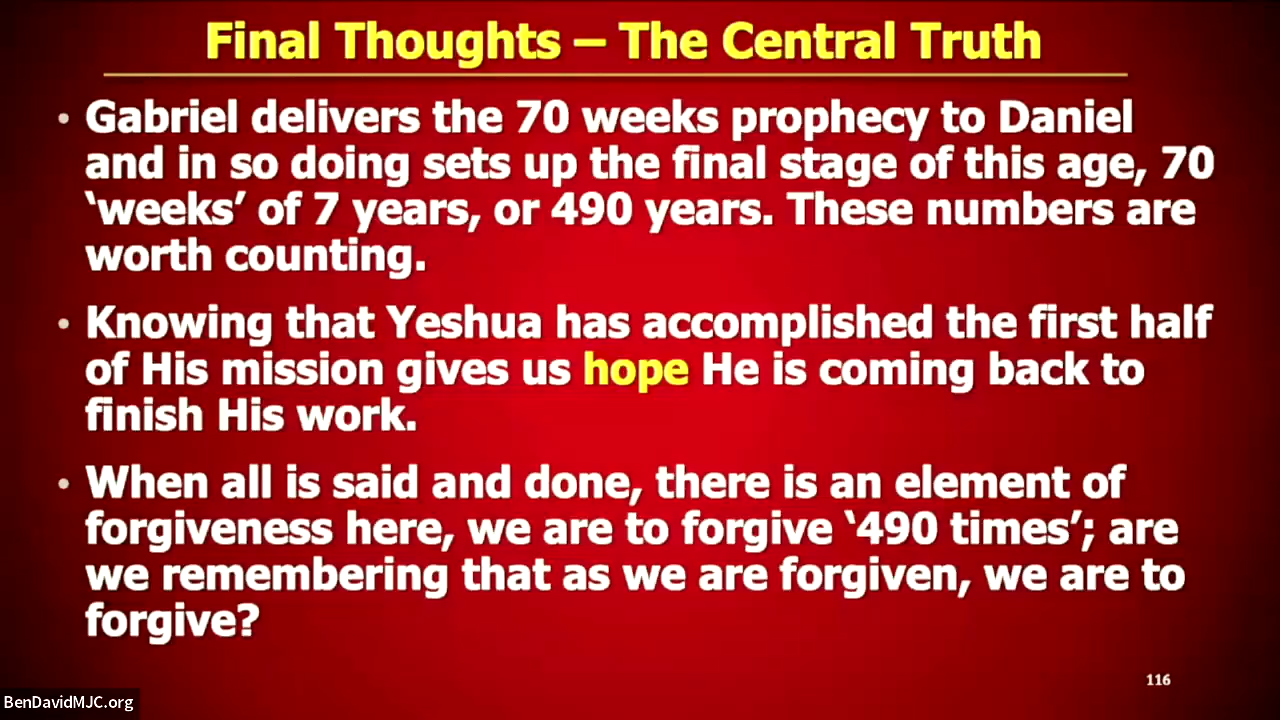 Final Thoughts – The Central Truth
• Gabriel delivers the 70 weeks prophecy to Daniel
and in so doing sets up the final stage of this age, 70
‘weeks’ of 7 years, or 490 years. These numbers are
worth counting.
• Knowing that Yeshua has accomplished the first half
of His mission gives us hope He is coming back to
finish His work.
• When all is said and done, there is an element of
forgiveness here, we are to forgive ‘490 times’; are
we remembering that as we are forgiven, we are to
forgive?
116
BenDavidMJC.org